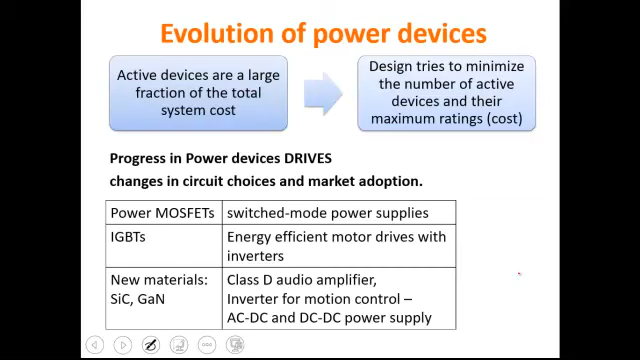 Evolution of power devices
Active devices are a large
fraction of the total
system cost
Design tries to minimize
the number of active
devices and their
maximum ratings (cost)
Progress in Power devices DRIVES
changes in circuit choices and market adoption.
Power MOSFETs switched-mode power supplies
IGBTs Energy efficient motor drives with
inverters
New materials: Class D audio amplifier,
SiC, GaN Inverter for motion control –
AC-DC and DC-DC power supply